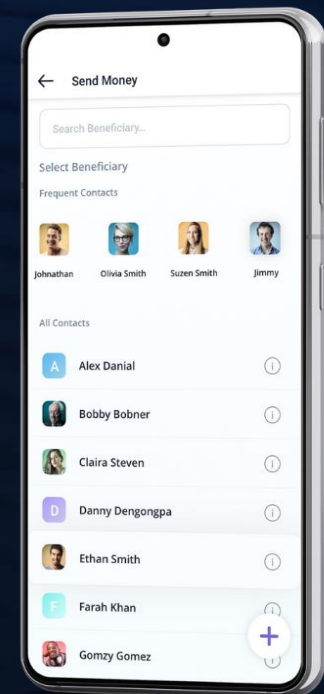 Send Money
Search Beneficiary...
Select Beneficiary
Frequent Contacts
Johnathan Olivia Smith Suzen Smith Jimmy
All Contacts
A Alex Danial
Bobby Bobner
Claira Steven
D Danny Dengongpa
Ethan Smith
F Farah Khan
Gomzy Gomez